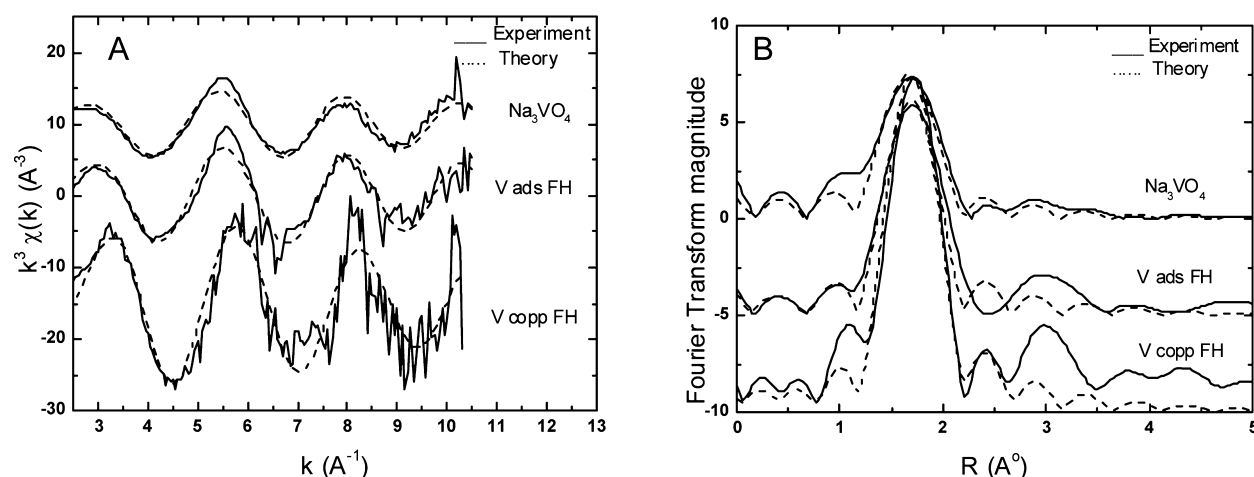 A
Experiment
Theory
20
10
0
-10
-20
-30
Na₃VO₄
V ads FH
V copp FH
k³ χ(k) (A⁻³)
3 4 5 6 7 8 9 10 11 12 13
k (A⁻¹)
B
Experiment
Theory
10
5
0
-5
-10
Na₃VO₄
V ads FH
V copp FH
Fourier Transform magnitude
0 1 2 3 4 5
R (Aᵒ)